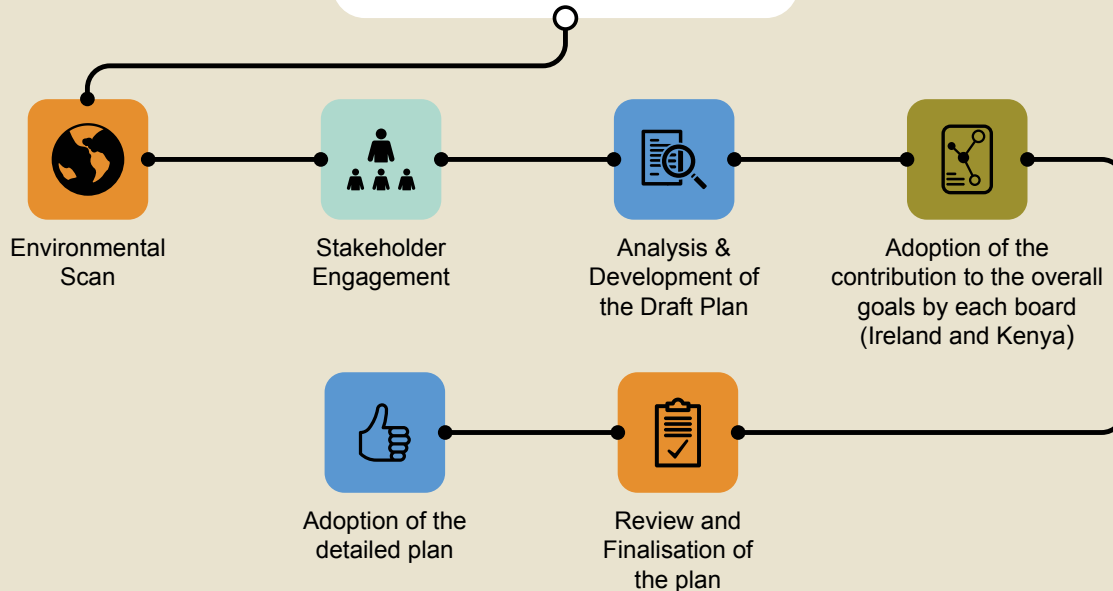 Environmental
Scan
Stakeholder
Engagement
Analysis &
Development of
the Draft Plan
Adoption of the
contribution to the overall
goals by each board
(Ireland and Kenya)
Adoption of the
detailed plan
Review and
Finalisation of
the plan